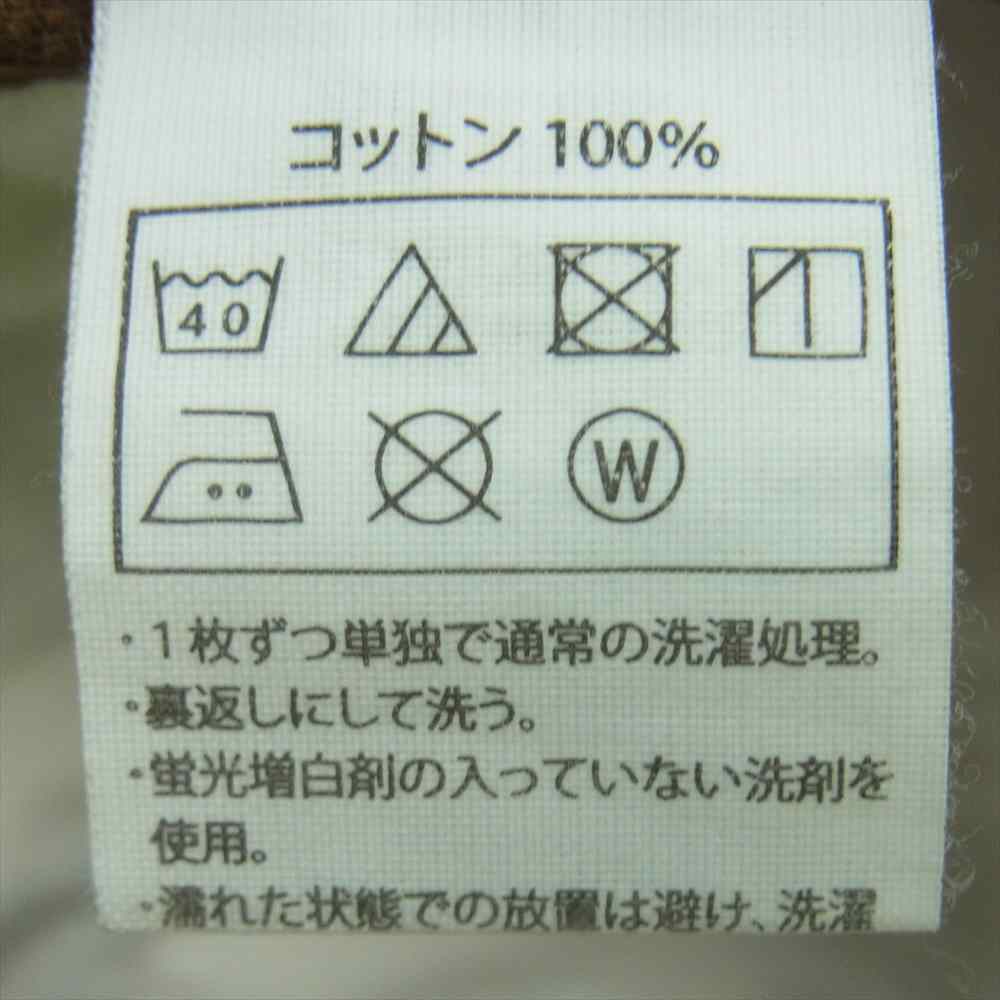 コットン 100%
40
W
・1枚ずつ単独で通常の洗濯処理。
・裏返しにして洗う。
・蛍光増白剤の入っていない洗剤を
使用。
・濡れた状態での放置は避け、洗濯